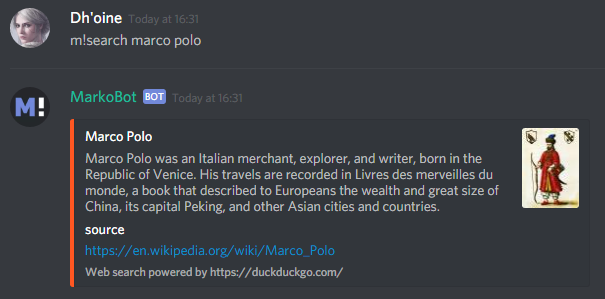 Dh'oine Today at 16:31
m!search marco polo
M!
MarkoBot BOT Today at 16:31
Marco Polo
Marco Polo was an Italian merchant, explorer, and writer, born in the
Republic of Venice. His travels are recorded in Livres des merveilles du
monde, a book that described to Europeans the wealth and great size of
China, its capital Peking, and other Asian cities and countries.
source
https://en.wikipedia.org/wiki/Marco_Polo
Web search powered by https://duckduckgo.com/